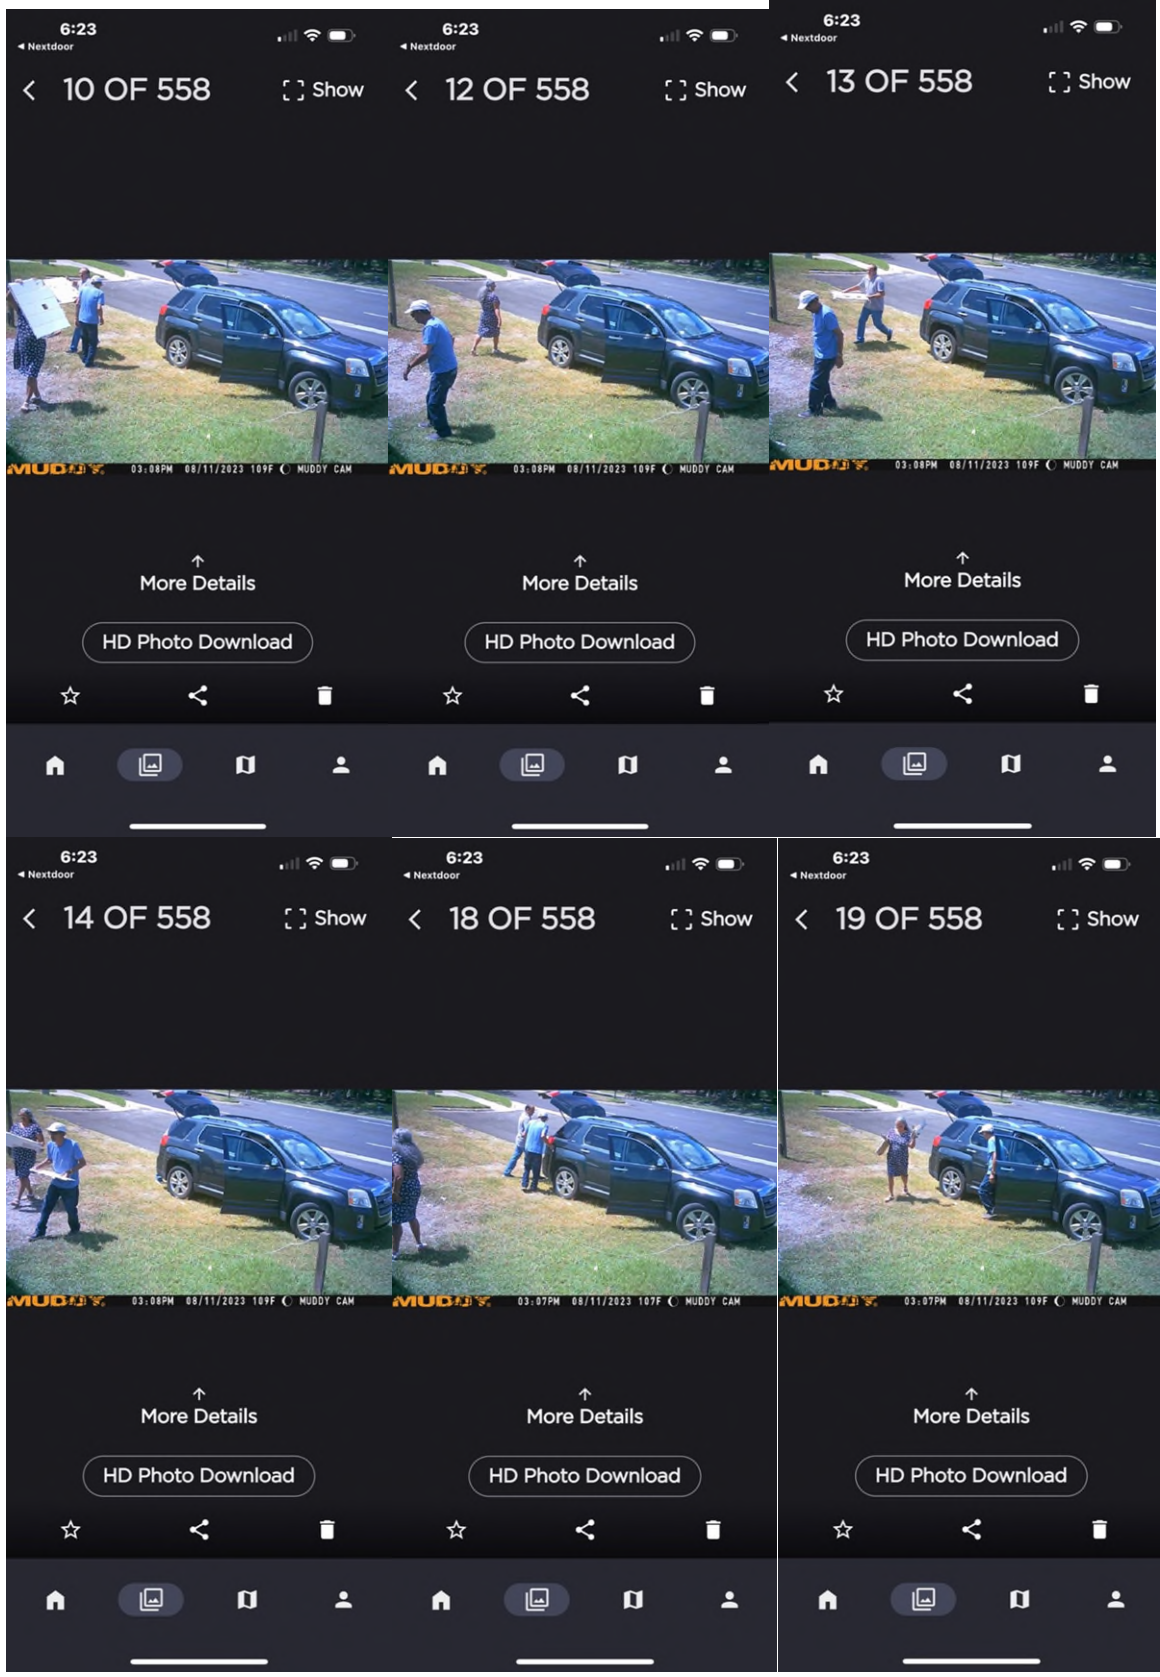 6:23
Nextdoor
10 OF 558
Show
MUDDY
03:08PM 08/11/2023 109F MUDDY CAM
More Details
HD Photo Download
6:23
Nextdoor
12 OF 558
Show
MUDDY
03:08PM 08/11/2023 109F MUDDY CAM
More Details
HD Photo Download
6:23
Nextdoor
13 OF 558
Show
MUDDY
03:08PM 08/11/2023 109F MUDDY CAM
More Details
HD Photo Download
6:23
Nextdoor
14 OF 558
Show
MUDDY
03:08PM 08/11/2023 109F MUDDY CAM
More Details
HD Photo Download
6:23
Nextdoor
18 OF 558
Show
MUDDY
03:07PM 08/11/2023 107F MUDDY CAM
More Details
HD Photo Download
6:23
Nextdoor
19 OF 558
Show
MUDDY
03:07PM 08/11/2023 109F MUDDY CAM
More Details
HD Photo Download